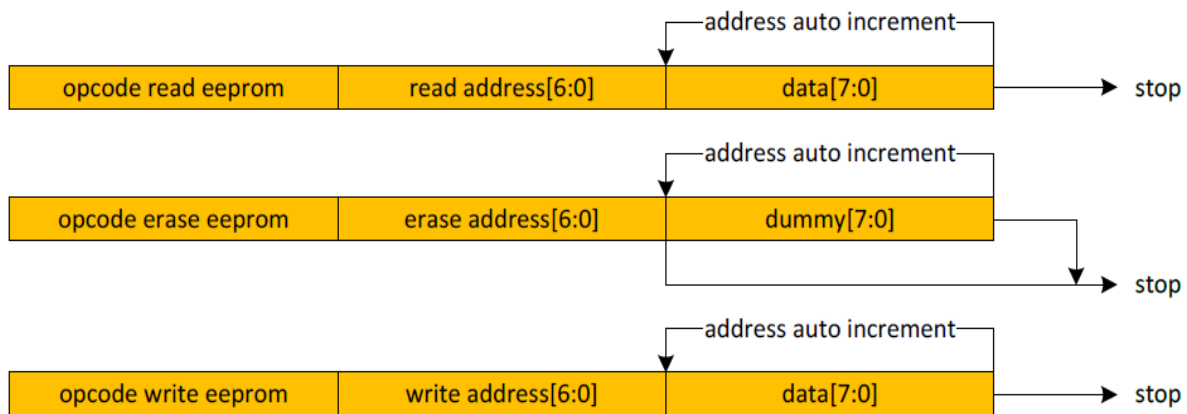 address auto increment
opcode read eeprom read address[6:0] data[7:0] stop
address auto increment
opcode erase eeprom erase address[6:0] dummy[7:0]
stop
address auto increment
opcode write eeprom write address[6:0] data[7:0] stop